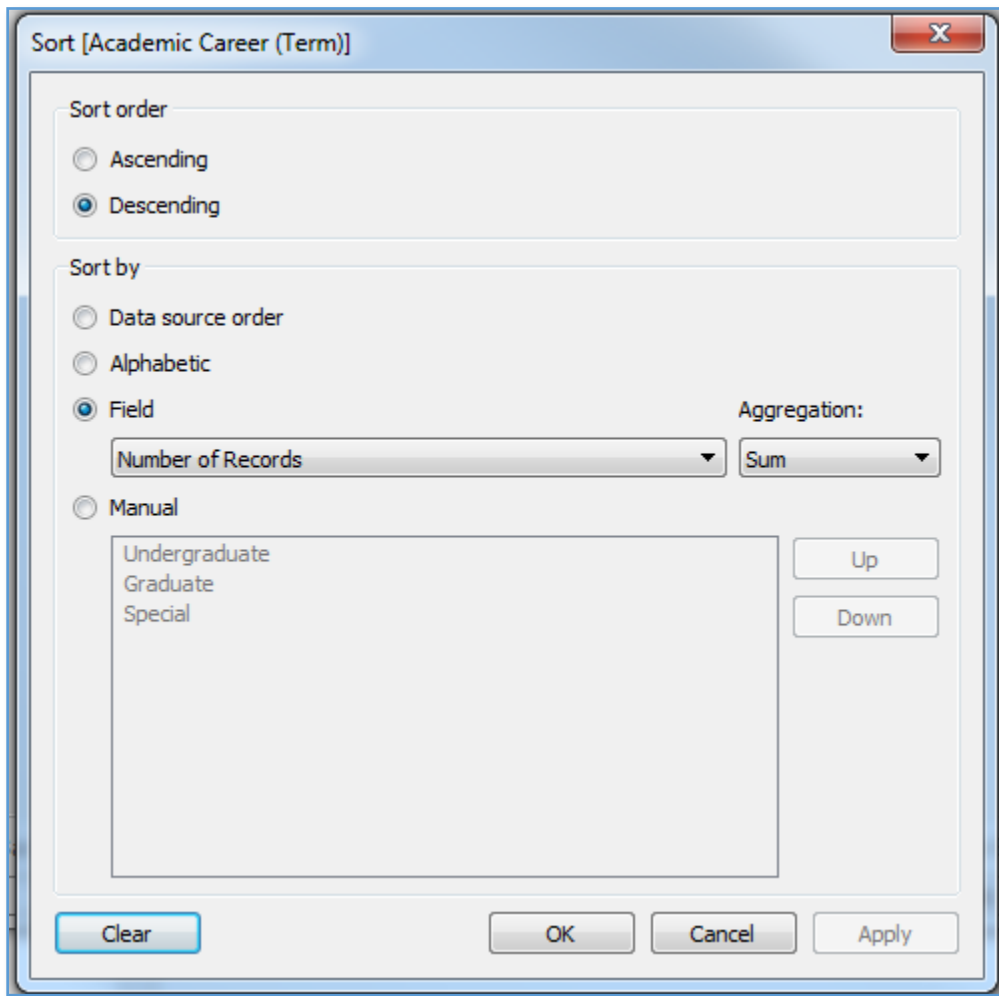 Sort [Academic Career (Term)]
Sort order
Ascending
Descending
Sort by
Data source order
Alphabetic
Field
Aggregation:
Number of Records
Sum
Manual
Undergraduate
Graduate
Special
Up
Down
Clear
OK
Cancel
Apply